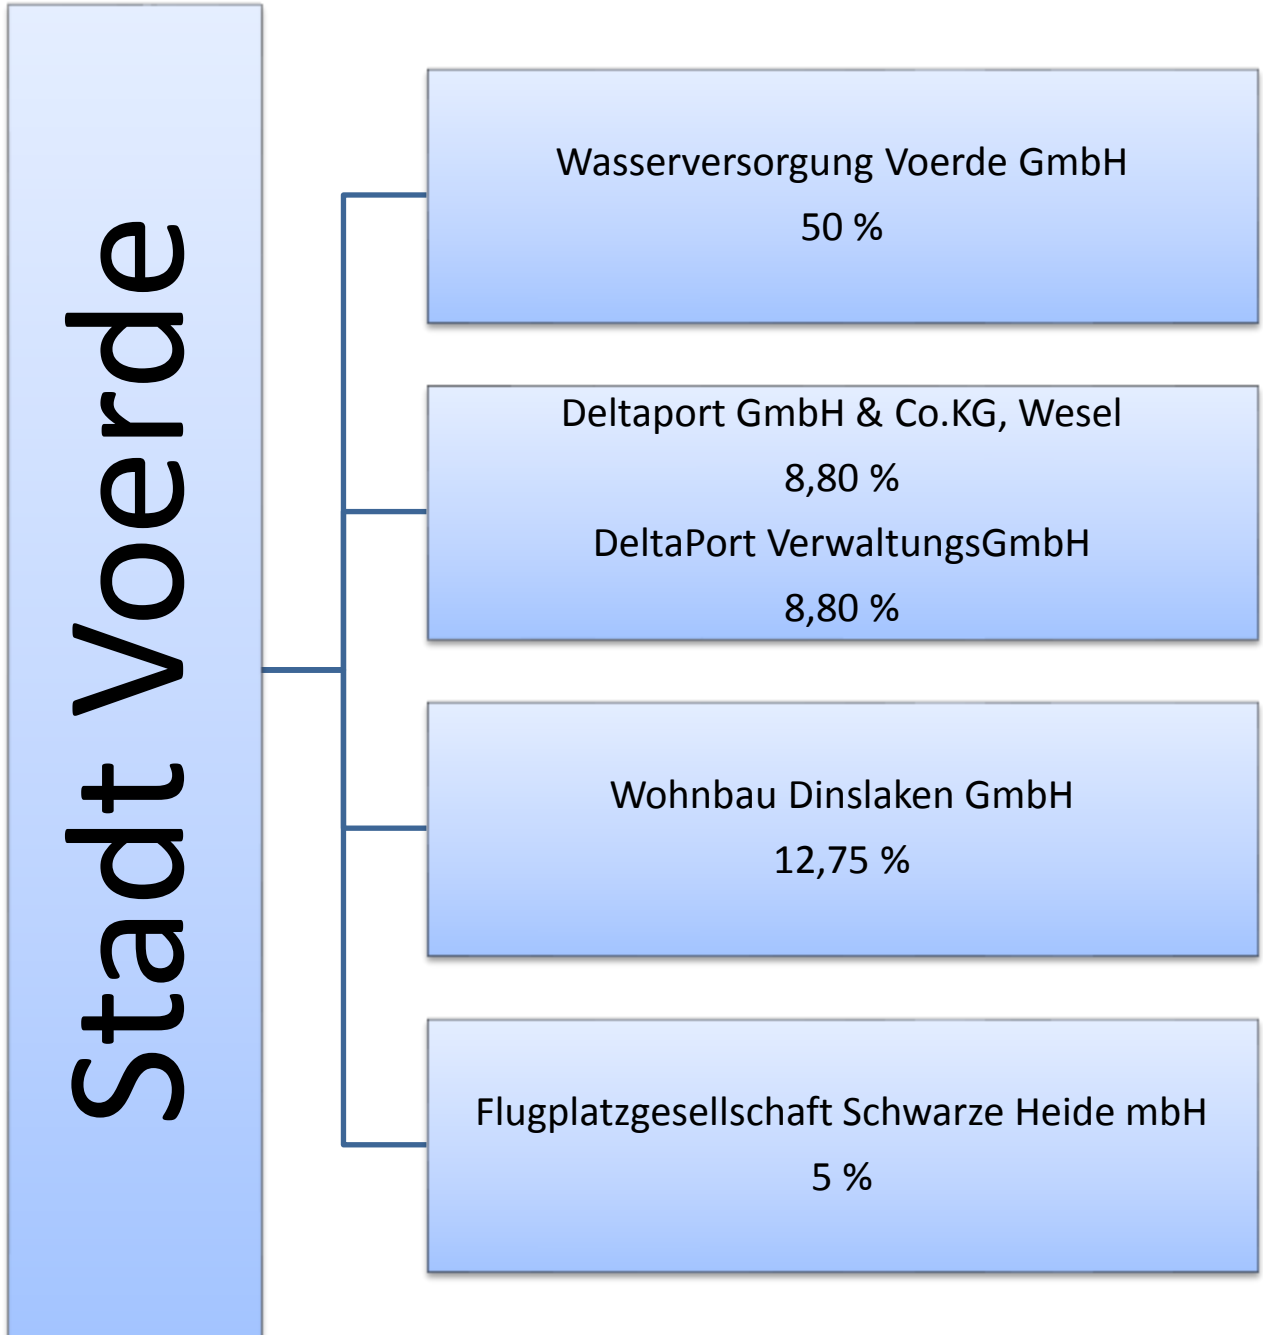 Stadt Voerde
Wasserversorgung Voerde GmbH
50 %
Deltaport GmbH & Co.KG, Wesel
8,80 %
DeltaPort VerwaltungsGmbH
8,80 %
Wohnbau Dinslaken GmbH
12,75 %
Flugplatzgesellschaft Schwarze Heide mbH
5 %